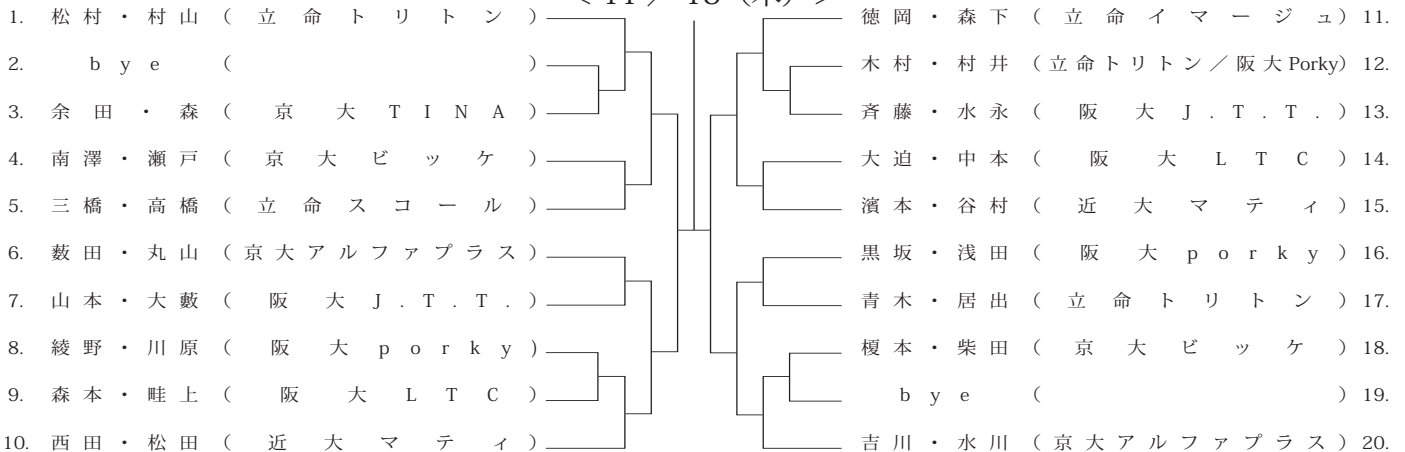 1. 松村・村山（立命トリトン）
2. bye（ ）
3. 余田・森（京大TINA）
4. 南澤・瀬戸（京大ビッケ）
5. 三橋・高橋（立命スコール）
6. 薮田・丸山（京大アルファプラス）
7. 山本・大藪（阪大J.T.T.）
8. 綾野・川原（阪大porky）
9. 森本・畦上（阪大LTC）
10. 西田・松田（近大マティ）
徳岡・森下（立命イマージュ）11.
木村・村井（立命トリトン／阪大Porky）12.
斉藤・水永（阪大J.T.T.）13.
大迫・中本（阪大LTC）14.
濱本・谷村（近大マティ）15.
黒坂・浅田（阪大porky）16.
青木・居出（立命トリトン）17.
榎本・柴田（京大ビッケ）18.
bye（ ）19.
吉川・水川（京大アルファプラス）20.